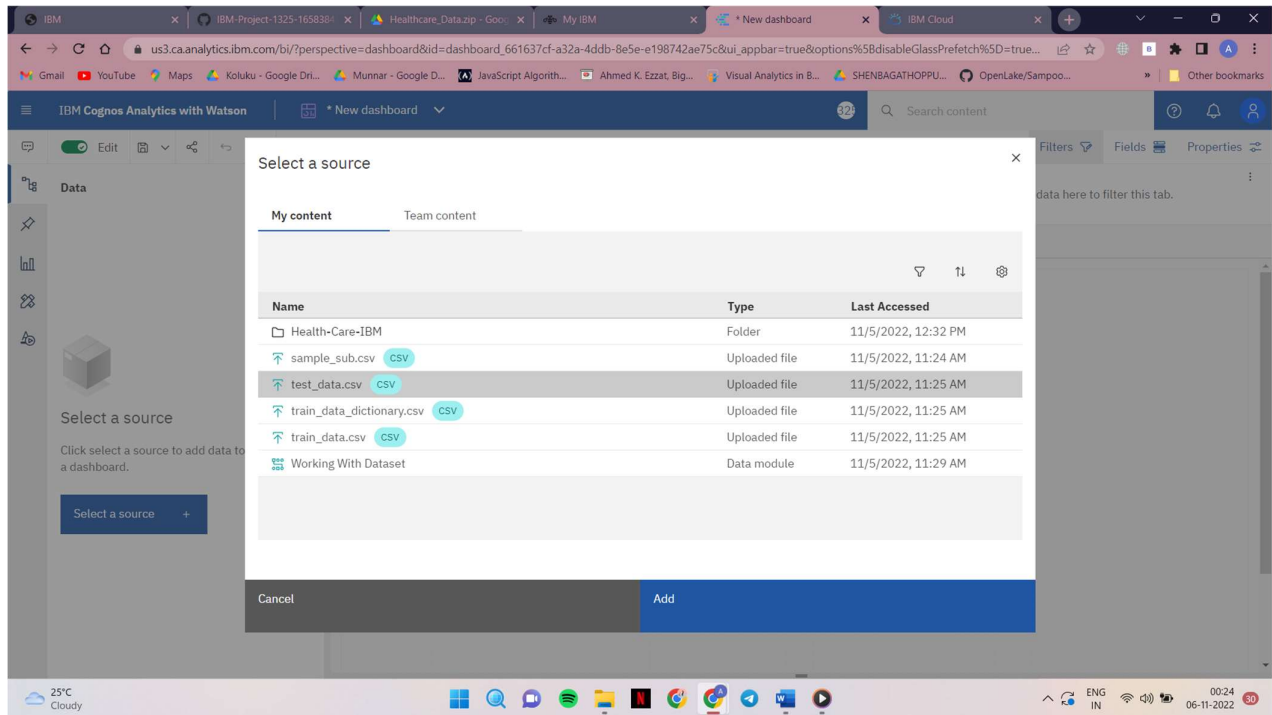 IBM
IBM-Project-1325-1658384
Healthcare_Data.zip - Goog
My IBM
* New dashboard
IBM Cloud
us3.ca.analytics.ibm.com/bi/?perspective=dashboard&id=dashboard_661637cf-a32a-4ddb-8e5e-e198742ae75c&ui_appbar=true&options%5BdisableGlassPrefetch%5D=true...
Gmail YouTube Maps Koluku - Google Dri... Munnar - Google D... JavaScript Algorith... Ahmed K. Ezzat, Big... Visual Analytics in B... SHENBAGATHOPPU... OpenLake/Sampoo... » Other bookmarks
IBM Cognos Analytics with Watson
* New dashboard
Search content
Edit
Filters Fields Properties
Data
data here to filter this tab.
Select a source
Click select a source to add data to
a dashboard.
Select a source +
Select a source
My content Team content
Name Type Last Accessed
Health-Care-IBM Folder 11/5/2022, 12:32 PM
sample_sub.csv CSV Uploaded file 11/5/2022, 11:24 AM
test_data.csv CSV Uploaded file 11/5/2022, 11:25 AM
train_data_dictionary.csv CSV Uploaded file 11/5/2022, 11:25 AM
train_data.csv CSV Uploaded file 11/5/2022, 11:25 AM
Working With Dataset Data module 11/5/2022, 11:29 AM
Cancel Add
25°C
Cloudy
ENG
IN
00:24
06-11-2022
30